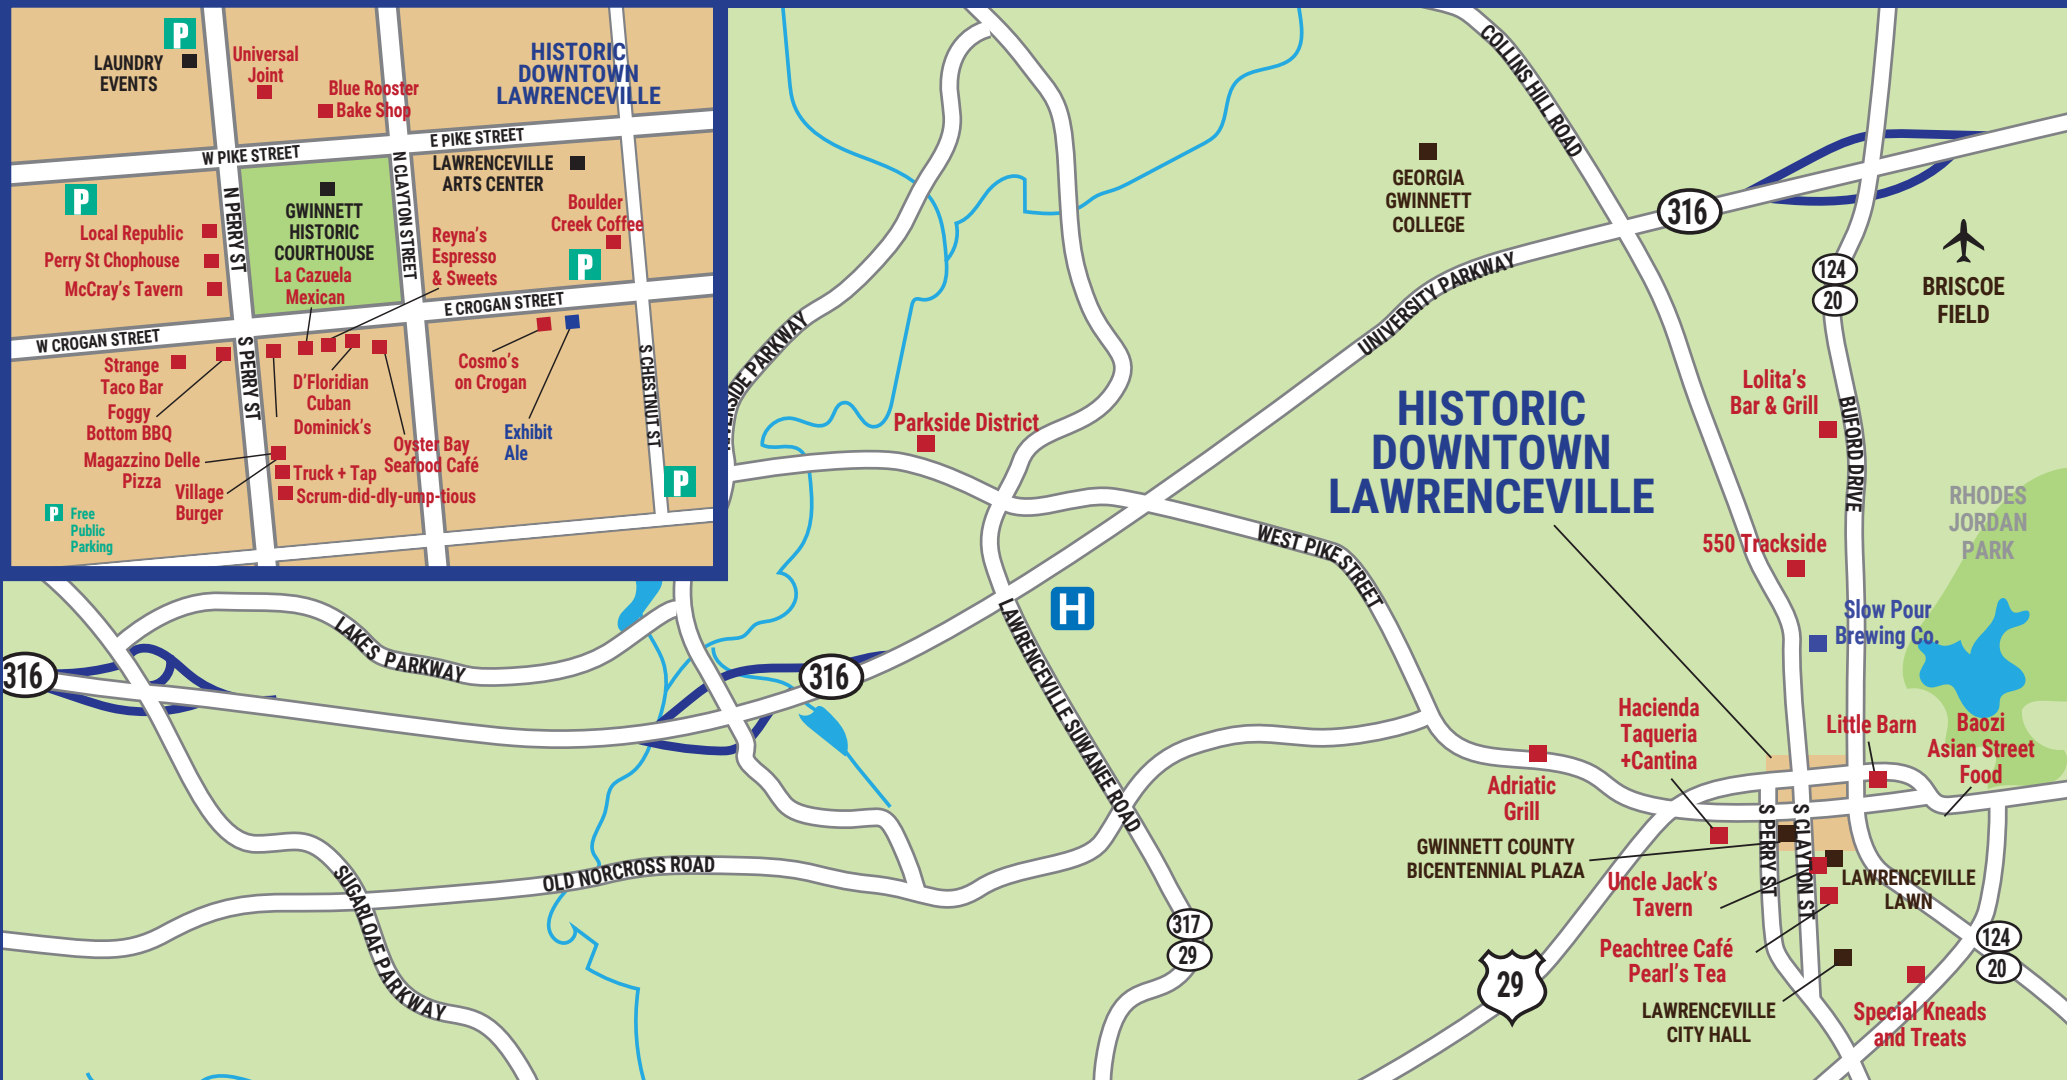 P
LAUNDRY
EVENTS
Universal
Joint
Blue Rooster
Bake Shop
HISTORIC
DOWNTOWN
LAWRENCEVILLE
W PIKE STREET
E PIKE STREET
N PERRY ST
N CLAYTON STREET
LAWRENCEVILLE
ARTS CENTER
P
GWINNETT
HISTORIC
COURTHOUSE
La Cazuela
Mexican
Local Republic
Perry St Chophouse
McCray's Tavern
Reyna's
Espresso
& Sweets
Boulder
Creek Coffee
P
W CROGAN STREET
E CROGAN STREET
S PERRY ST
S CHESTNUT ST
Strange
Taco Bar
Foggy
Bottom BBQ
Magazzino Delle
Pizza
Village
Burger
D'Floridian
Cuban
Dominick's
Oyster Bay
Seafood Café
Truck + Tap
Scrum-did-dly-ump-tious
Cosmo's
on Crogan
Exhibit
Ale
P
P Free
Public
Parking
COLLINS HILL ROAD
GEORGIA
GWINNETT
COLLEGE
316
UNIVERSITY PARKWAY
124
20
BRISCOE
FIELD
Parkside District
HISTORIC
DOWNTOWN
LAWRENCEVILLE
Lolita's
Bar & Grill
BUFORD DRIVE
RHODES
JORDAN
PARK
550 Trackside
WEST PIKE STREET
H
Slow Pour
Brewing Co.
LAKES PARKWAY
316
316
LAWRENCEVILLE SUWANEE ROAD
Hacienda
Taqueria
+Cantina
Little Barn
Baozi
Asian Street
Food
Adriatic
Grill
GWINNETT COUNTY
BICENTENNIAL PLAZA
S PERRY ST
S CLAYTON ST
Uncle Jack's
Tavern
LAWRENCEVILLE
LAWN
OLD NORCROSS ROAD
SUGARLOAF PARKWAY
317
29
29
Peachtree Café
Pearl's Tea
124
20
LAWRENCEVILLE
CITY HALL
Special Kneads
and Treats